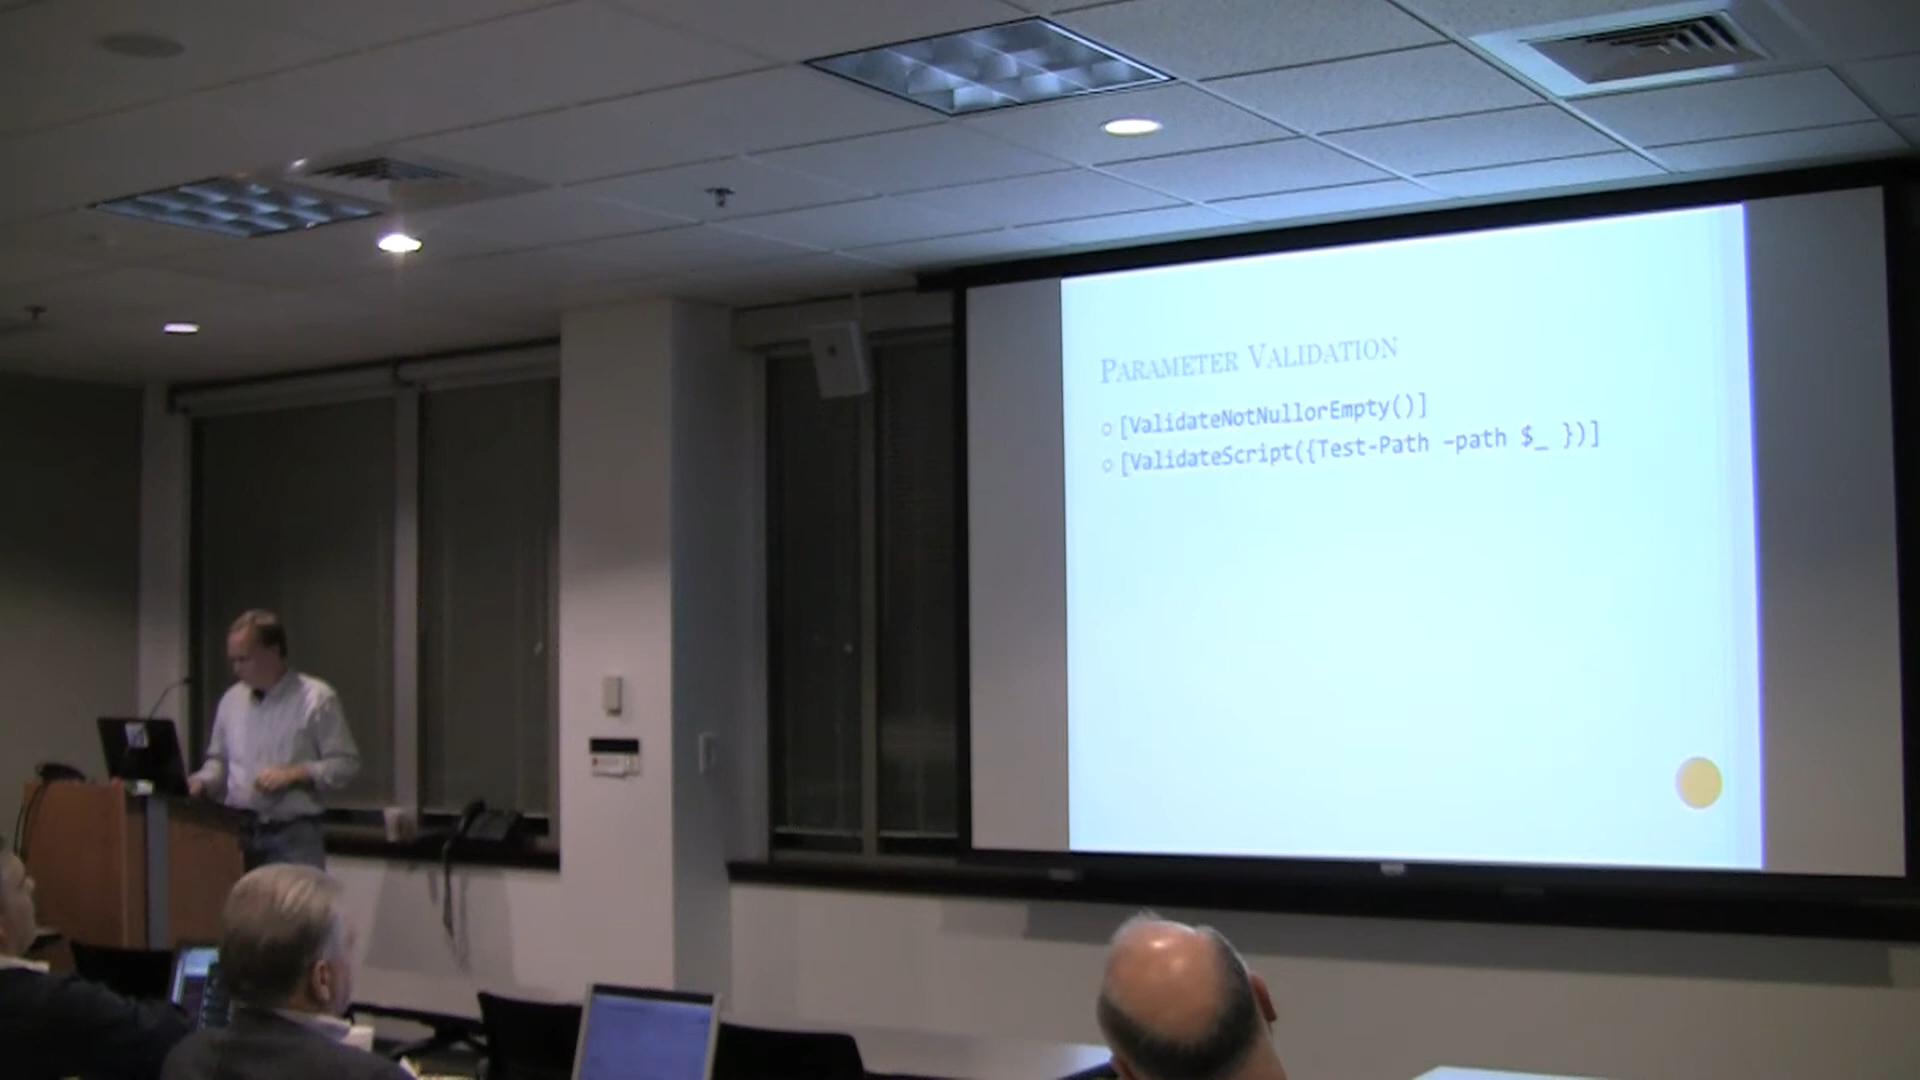 PARAMETER VALIDATION
[ValidateNotNullorEmpty()]
[ValidateScript({Test-Path –path $_ })]